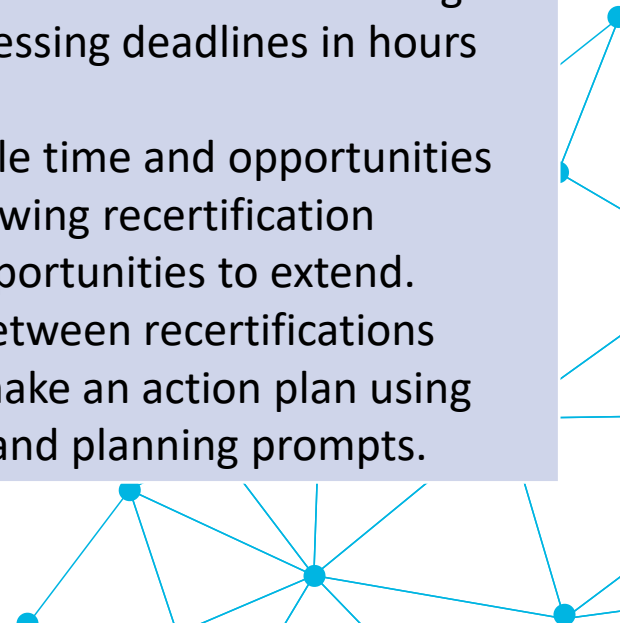 essing deadlines in hours
le time and opportunities
wing recertification
portunities to extend.
etween recertifications
make an action plan using
and planning prompts.